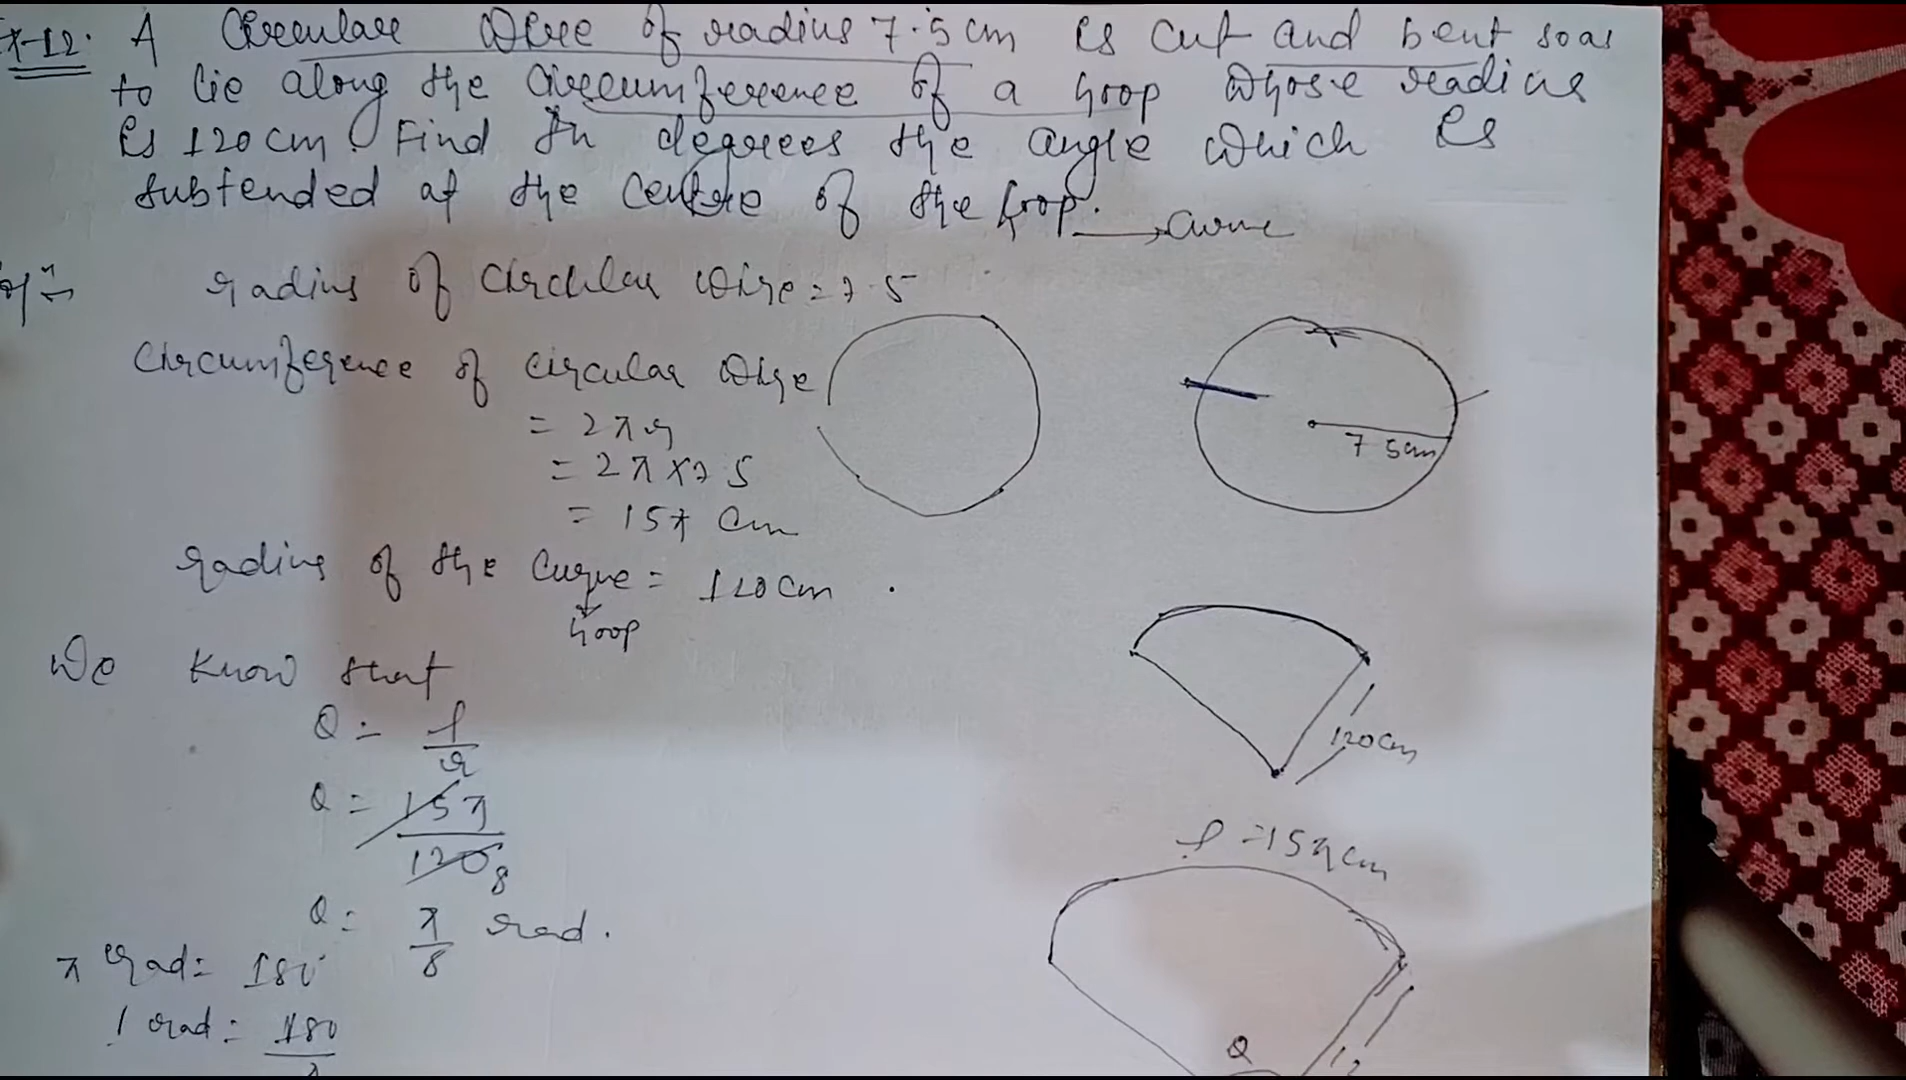 Ex-12. A Circular wire of radius 7.5 cm is cut and bent so as
to lie along the circumference of a hoop whose radius
is 120 cm. Find in degrees the angle which is
subtended at the centre of the hoop. → curve
Sol:- radius of circular wire = 7.5
Circumference of circular wire
= 2πr
= 2π×7.5
= 15π cm
7.5cm
radius of the curve = 120 cm.
hoop
We know that
θ = l/r
θ = 15π/120 8
θ = π/8 rad.
120cm
l = 15π cm
π rad = 180°
1 rad = 180/π
θ
12